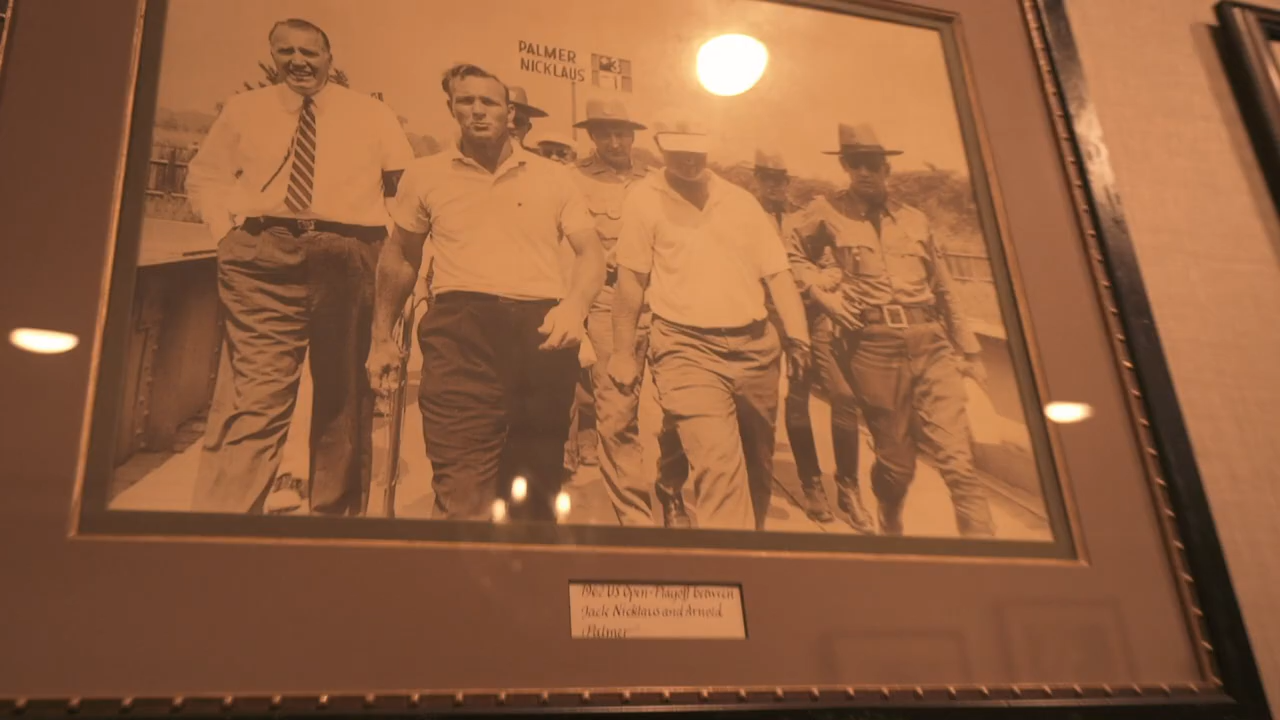 PALMER
NICKLAUS
1962 US Open-Playoff between
Jack Nicklaus and Arnold
Palmer